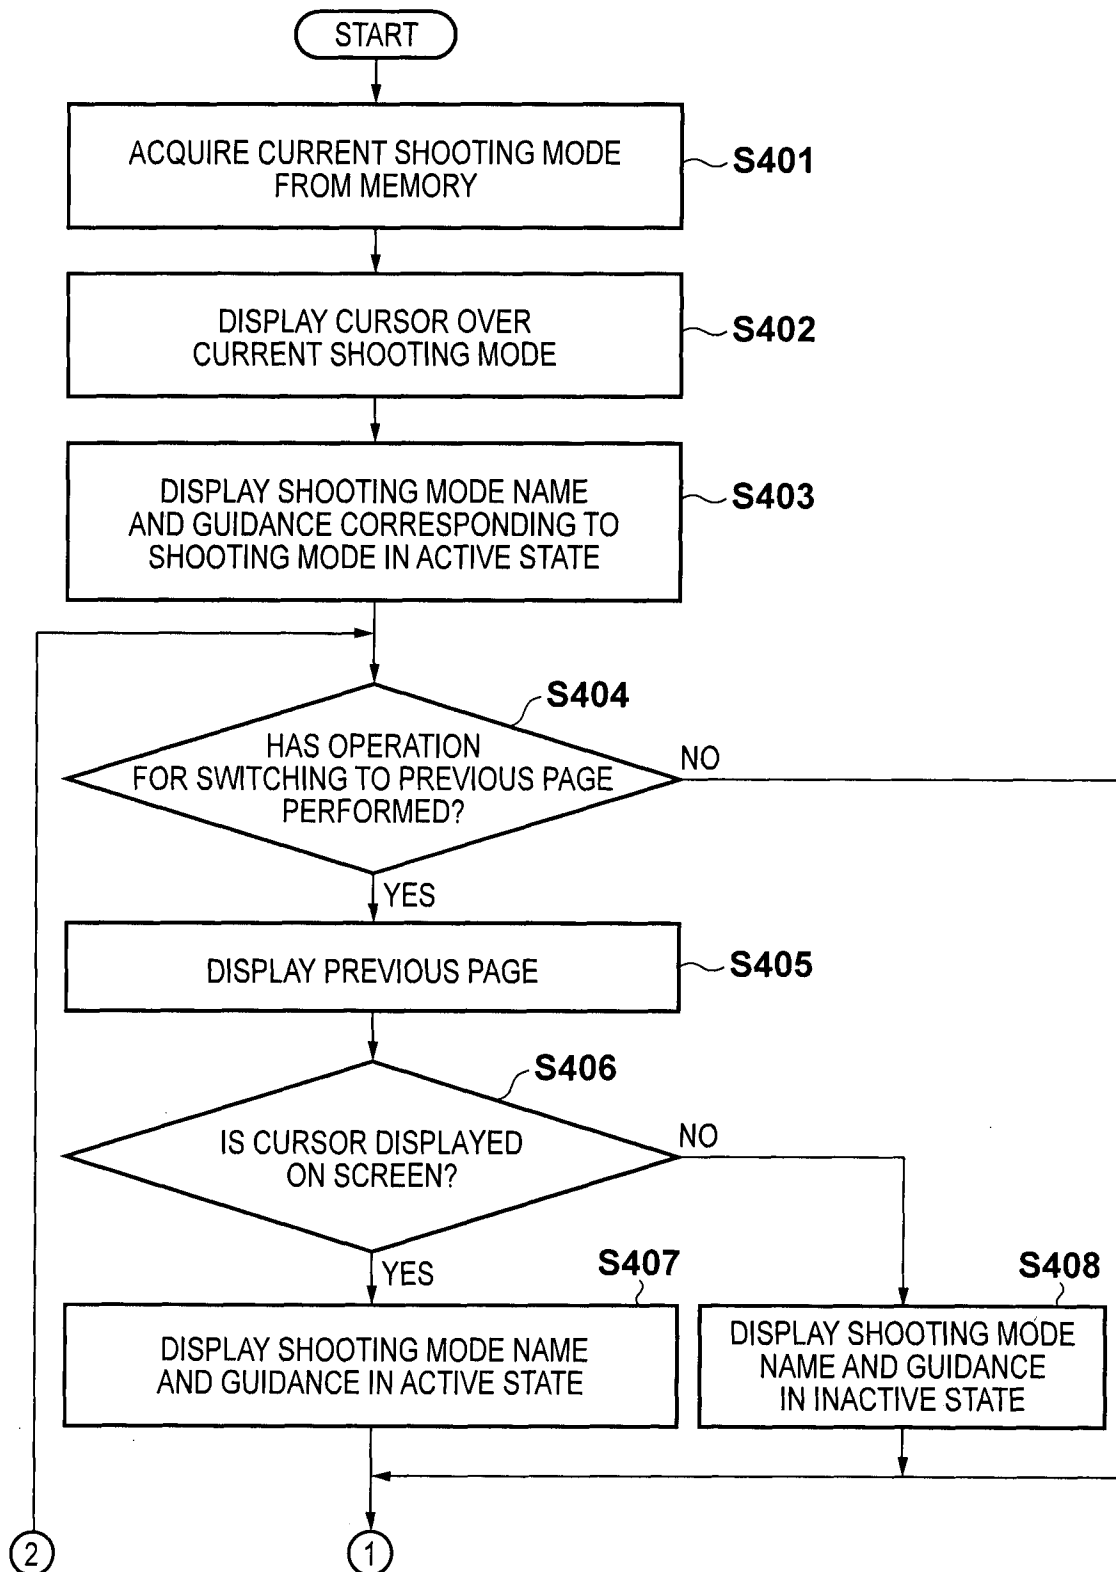 START
ACQUIRE CURRENT SHOOTING MODE
FROM MEMORY
S401
DISPLAY CURSOR OVER
CURRENT SHOOTING MODE
S402
DISPLAY SHOOTING MODE NAME
AND GUIDANCE CORRESPONDING TO
SHOOTING MODE IN ACTIVE STATE
S403
S404
HAS OPERATION
FOR SWITCHING TO PREVIOUS PAGE
PERFORMED?
NO
YES
DISPLAY PREVIOUS PAGE
S405
S406
IS CURSOR DISPLAYED
ON SCREEN?
NO
YES
S407
DISPLAY SHOOTING MODE NAME
AND GUIDANCE IN ACTIVE STATE
S408
DISPLAY SHOOTING MODE
NAME AND GUIDANCE
IN INACTIVE STATE
2
1